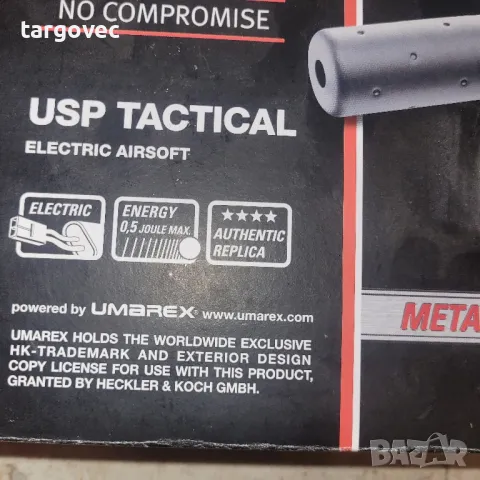 NO COMPROMISE
targovec
USP TACTICAL
ELECTRIC AIRSOFT
ELECTRIC
ENERGY
0,5 JOULE MAX.
★★★★
AUTHENTIC
REPLICA
powered by UMAREX www.umarex.com
UMAREX HOLDS THE WORLDWIDE EXCLUSIVE
HK-TRADEMARK AND EXTERIOR DESIGN
COPY LICENSE FOR USE WITH THIS PRODUCT,
GRANTED BY HECKLER & KOCH GMBH.
META
BAZAR